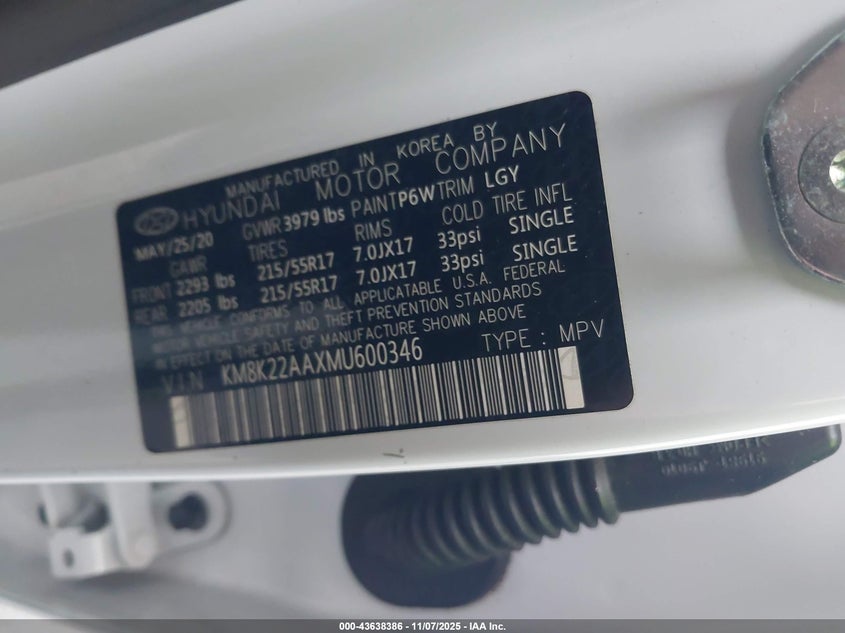 MANUFACTURED IN KOREA BY
HYUNDAI MOTOR COMPANY
MAY/25/20 GVWR 3979 lbs PAINT P6W TRIM LGY
GAWR TIRES RIMS COLD TIRE INFL
FRONT 2293 lbs 215/55R17 7.0JX17 33psi SINGLE
REAR 2205 lbs 215/55R17 7.0JX17 33psi SINGLE
THIS VEHICLE CONFORMS TO ALL APPLICATABLE U.S.A. FEDERAL
MOTOR VEHICLE SAFETY AND THEFT PREVENTION STANDARDS
IN EFFECT ON THE DATE OF MANUFACTURE SHOWN ABOVE
VIN KM8K22AAXMU600346 TYPE : MPV
000-43638386 - 11/07/2025 - IAA Inc.